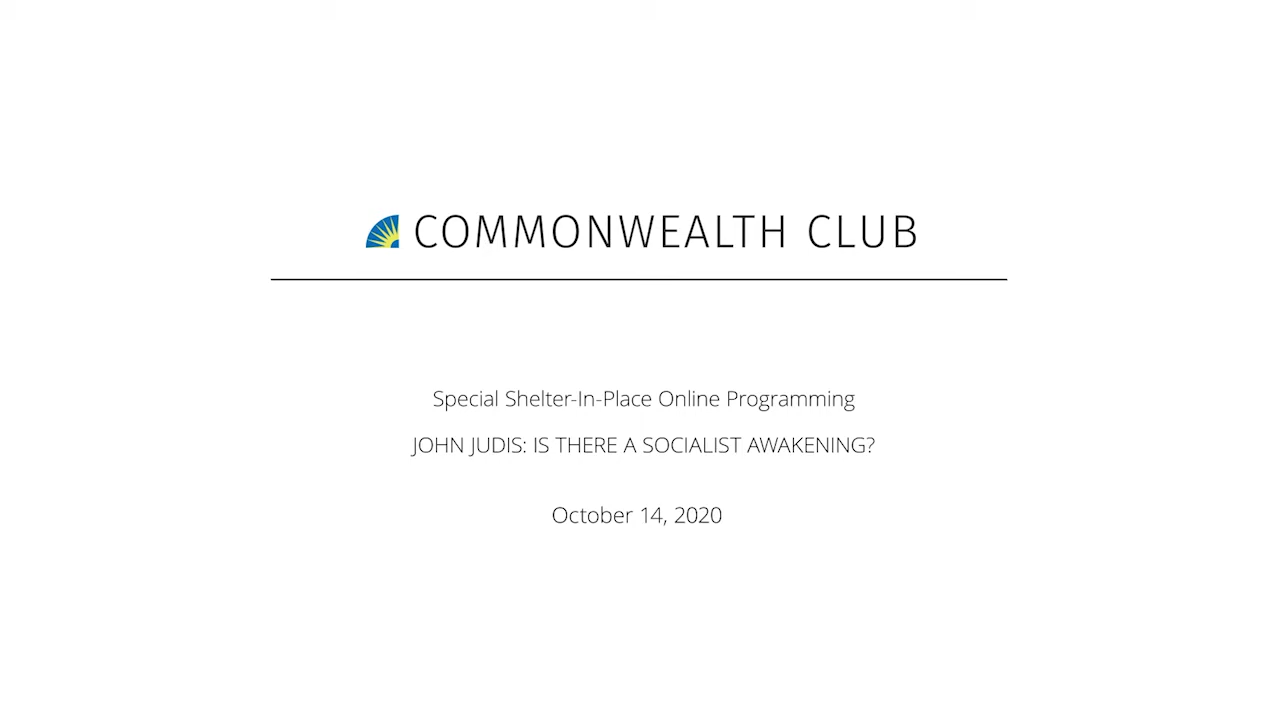 COMMONWEALTH CLUB
Special Shelter-In-Place Online Programming
JOHN JUDIS: IS THERE A SOCIALIST AWAKENING?
October 14, 2020